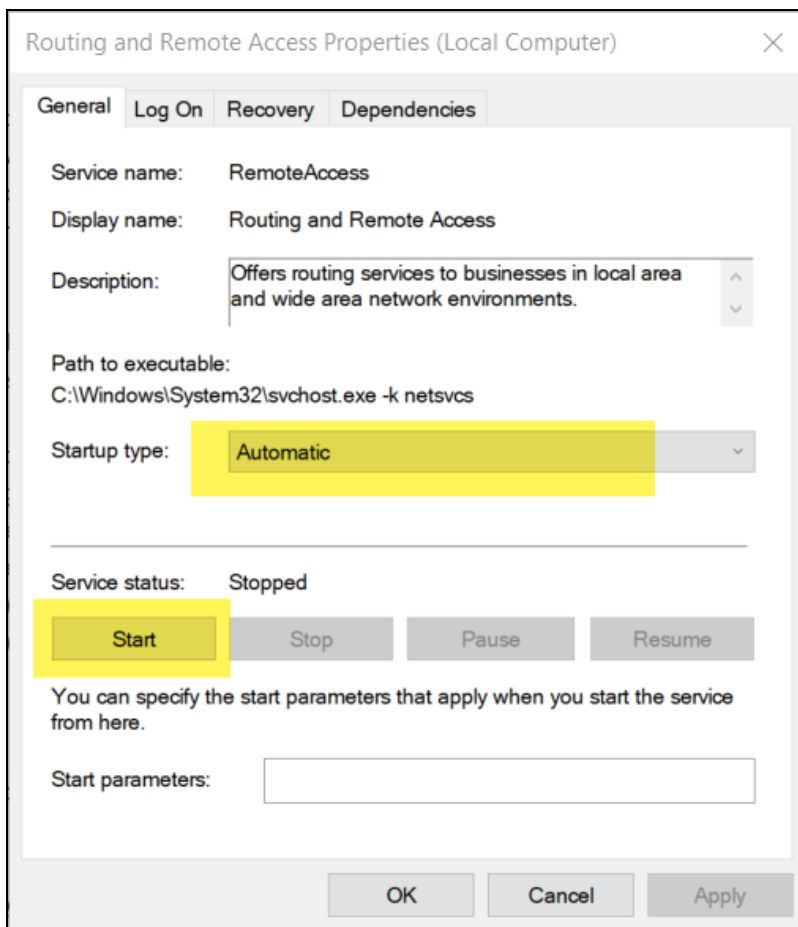 Routing and Remote Access Properties (Local Computer)
General Log On Recovery Dependencies
Service name: RemoteAccess
Display name: Routing and Remote Access
Description: Offers routing services to businesses in local area
and wide area network environments.
Path to executable:
C:\Windows\System32\svchost.exe -k netsvcs
Startup type: Automatic
Service status: Stopped
Start Stop Pause Resume
You can specify the start parameters that apply when you start the service
from here.
Start parameters:
OK Cancel Apply